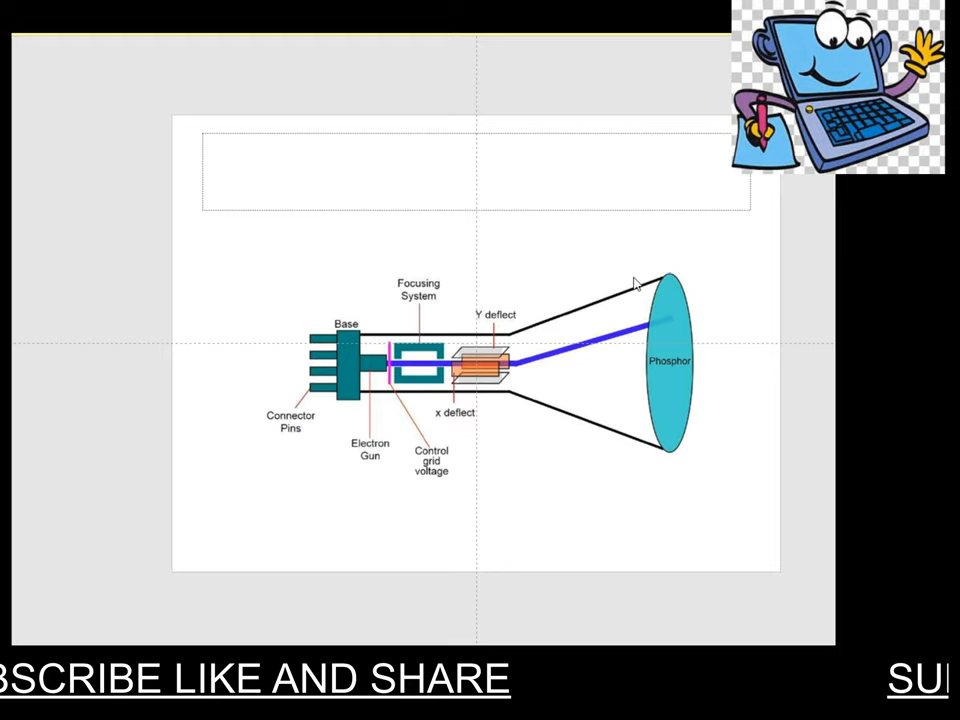 Focusing
System
Y deflect
Base
Phosphor
x deflect
Connector
Pins
Electron
Gun
Control
grid
voltage
BSCRIBE LIKE AND SHARE
SU